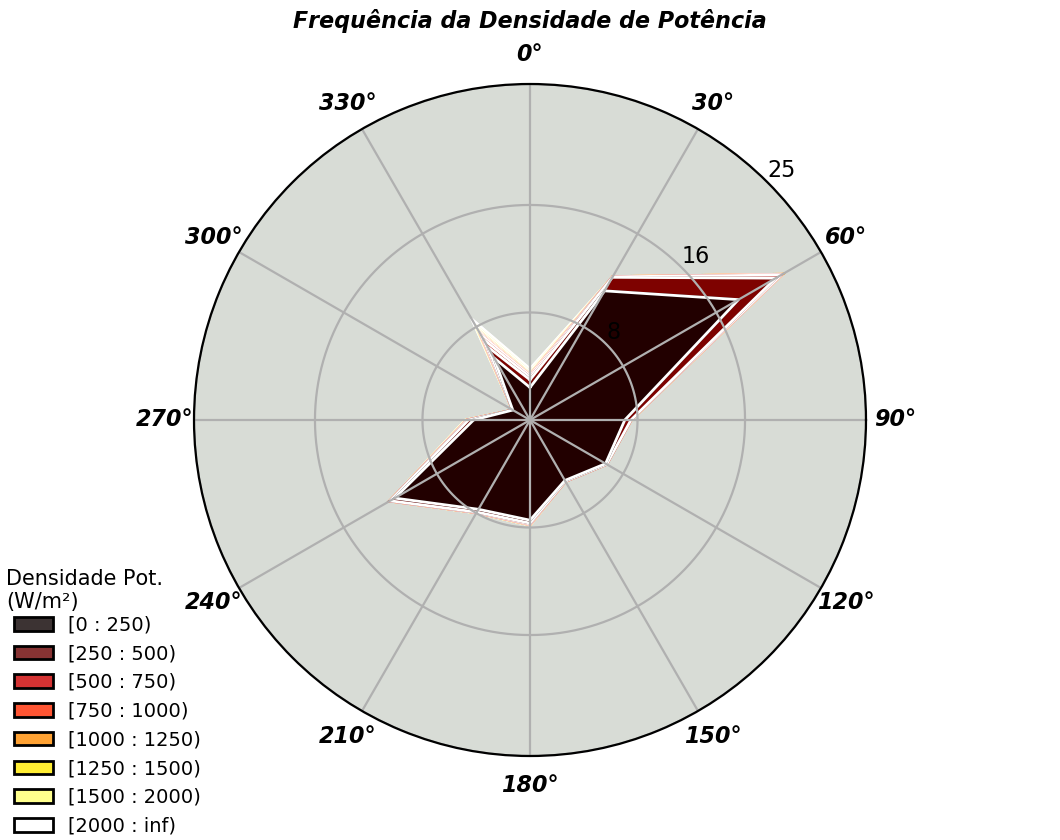 Frequência da Densidade de Potência
0°
330°
30°
25
300°
60°
16
8
270°
90°
240°
120°
210°
150°
180°
Densidade Pot.
(W/m²)
[0 : 250)
[250 : 500)
[500 : 750)
[750 : 1000)
[1000 : 1250)
[1250 : 1500)
[1500 : 2000)
[2000 : inf)